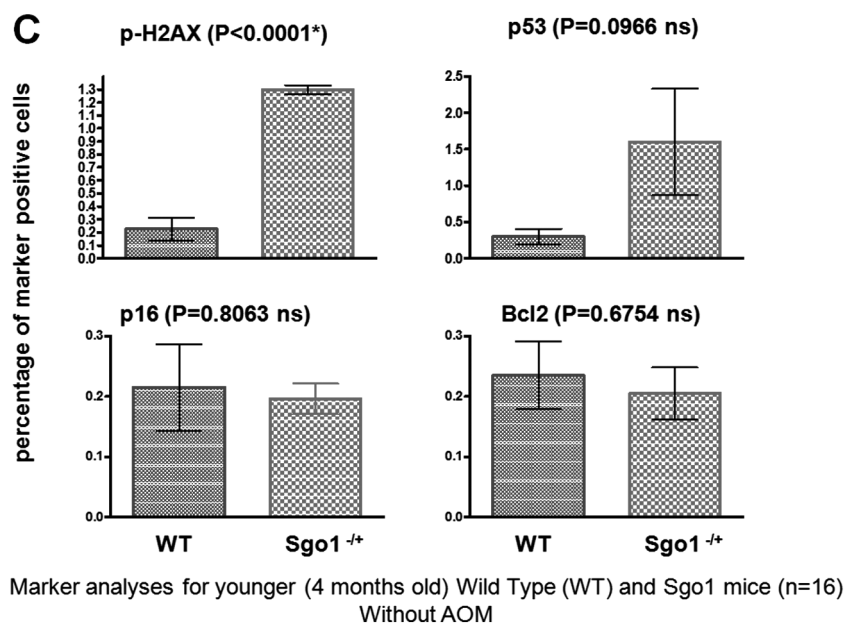 C
p-H2AX (P<0.0001*)
p53 (P=0.0966 ns)
percentage of marker positive cells
1.3
1.2
1.1
1.0
0.9
0.8
0.7
0.6
0.5
0.4
0.3
0.2
0.1
0.0
2.5
2.0
1.5
1.0
0.5
0.0
p16 (P=0.8063 ns)
Bcl2 (P=0.6754 ns)
0.3
0.2
0.1
0.0
0.3
0.2
0.1
0.0
WT
Sgo1 -/+
WT
Sgo1 -/+
Marker analyses for younger (4 months old) Wild Type (WT) and Sgo1 mice (n=16)
Without AOM